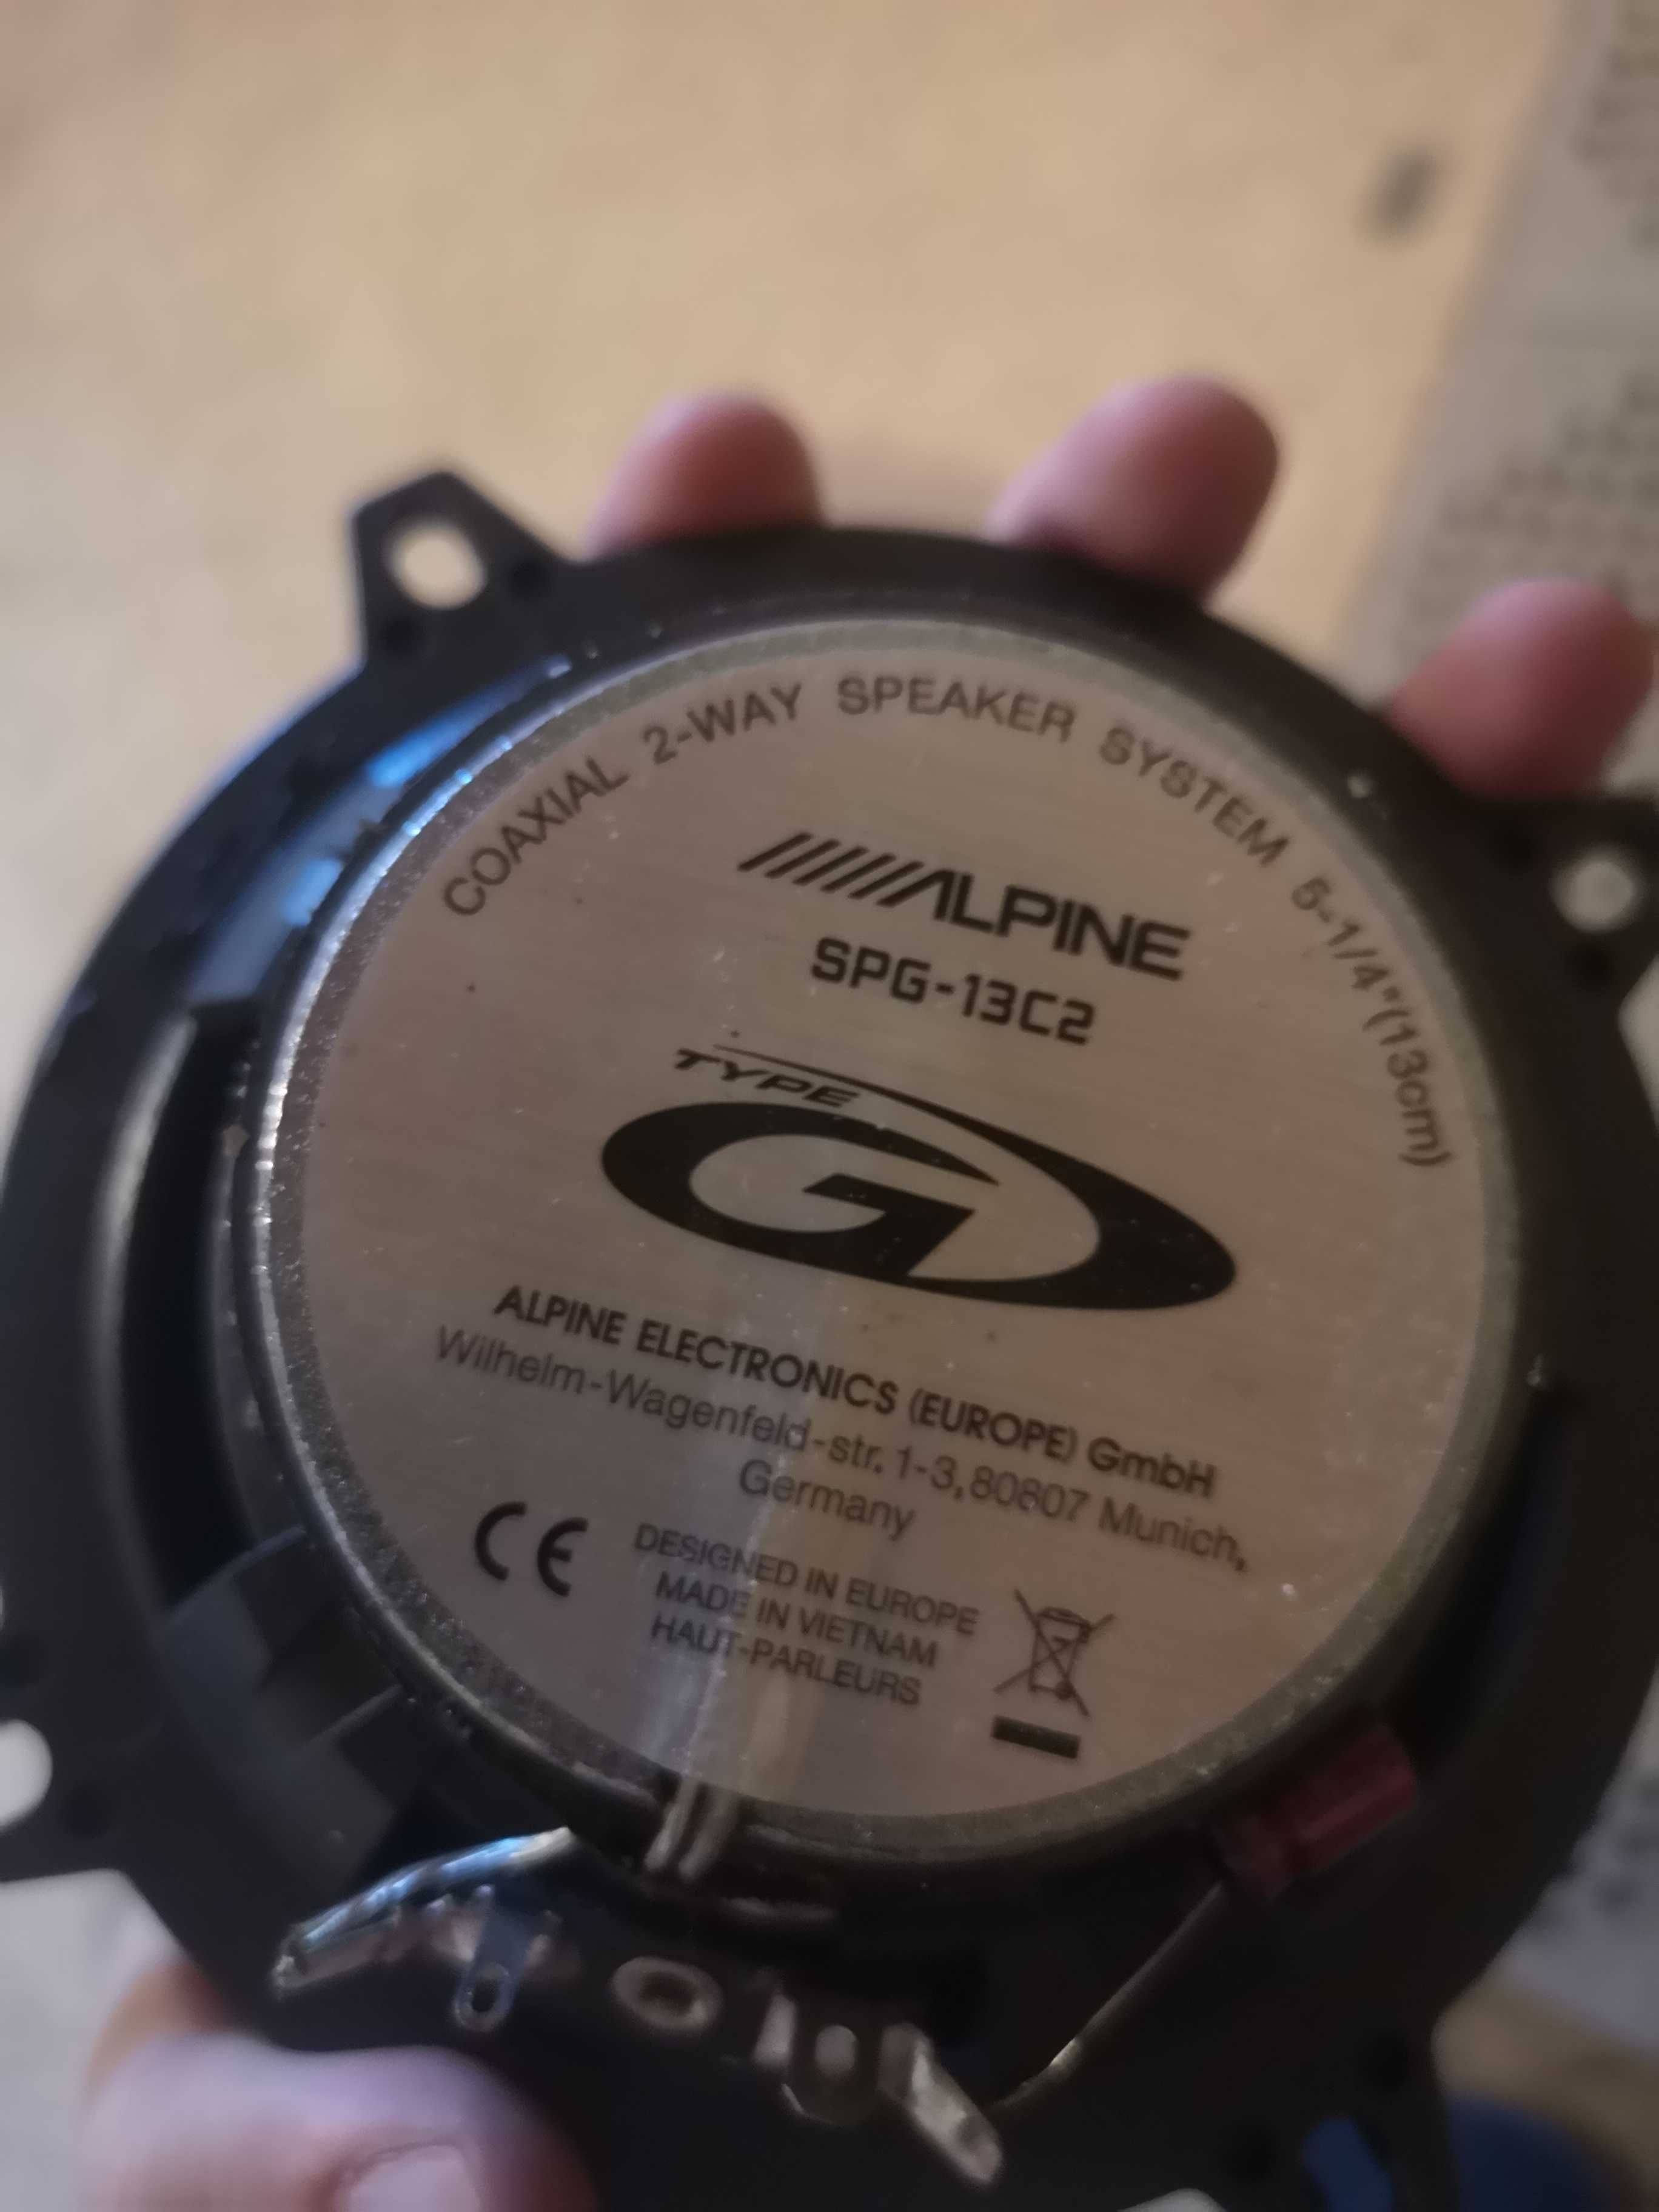 COAXIAL 2-WAY SPEAKER SYSTEM 5-1/4"(13cm)
ALPINE
SPG-13C2
TYPE
G
ALPINE ELECTRONICS (EUROPE) GmbH
Wilhelm-Wagenfeld-str. 1-3, 80807 Munich,
Germany
CE
DESIGNED IN EUROPE
MADE IN VIETNAM
HAUT-PARLEURS